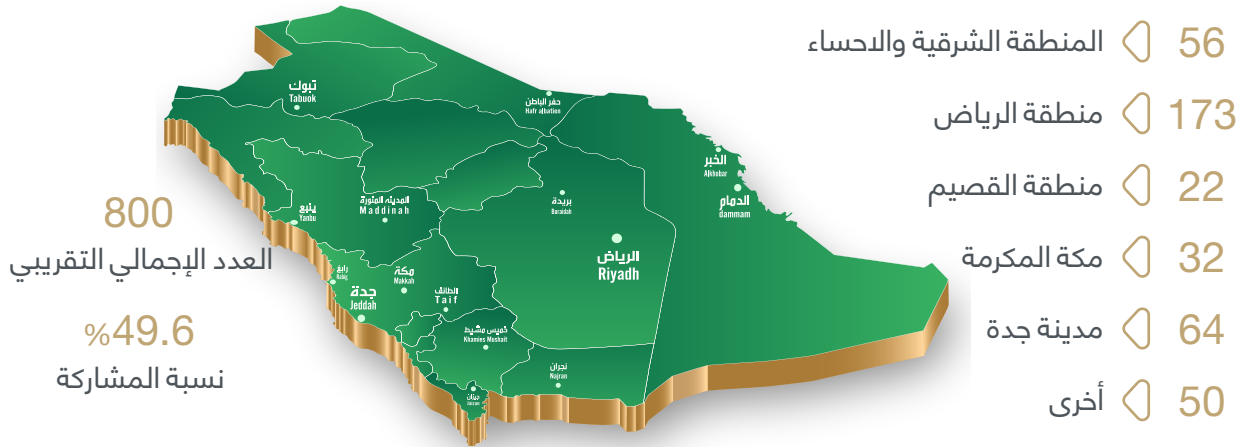 56 المنطقة الشرقية والاحساء
173 منطقة الرياض
22 منطقة القصيم
32 مكة المكرمة
64 مدينة جدة
50 أخرى
تبوك
Tabuok
حفر الباطن
Hafr albatien
الخبر
Alkhobar
الدمام
dammam
بريدة
Boraidah
المدينه المنورة
Maddinah
ينبع
Yanbu
الرياض
Riyadh
رابغ
Rabig
مكة
Makkah
جدة
Jeddah
الطائف
Taif
خميس مشيط
Khamies Mushait
نجران
Najran
جيزان
Jaizan
800
العدد الإجمالي التقريبي
%49.6
نسبة المشاركة